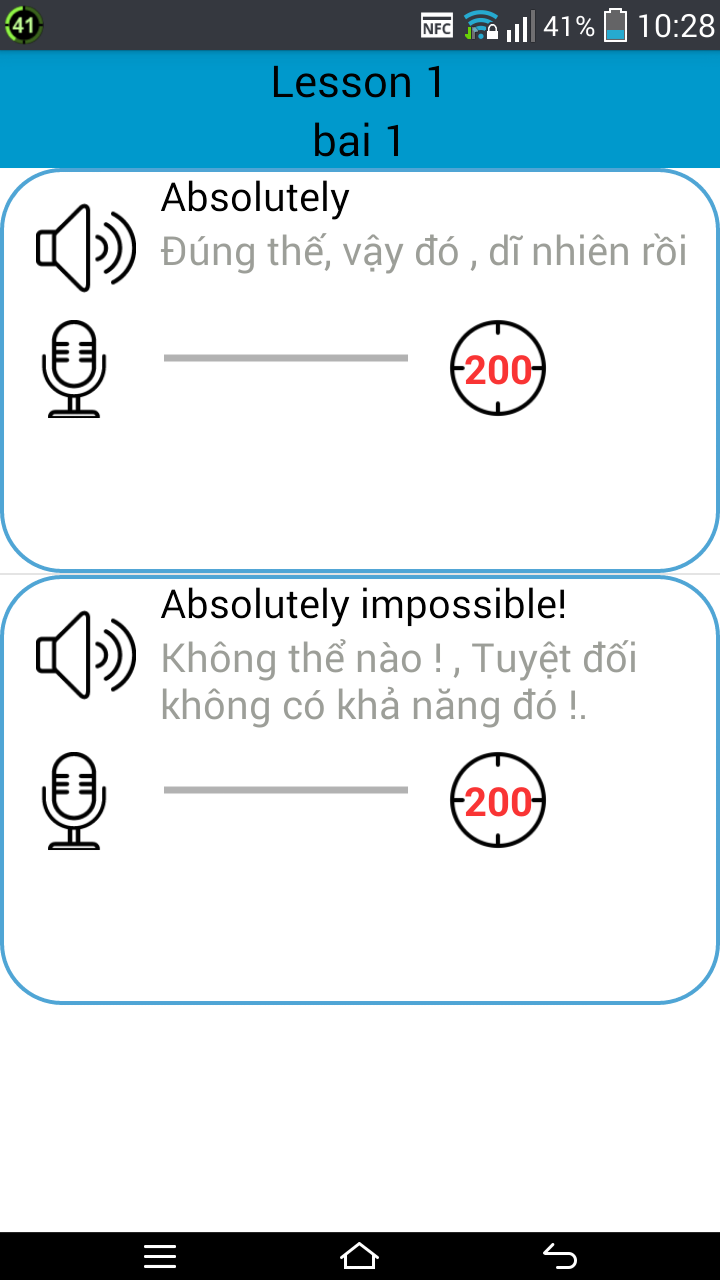 41
NFC 41% 10:28
Lesson 1
bai 1
Absolutely
Đúng thế, vậy đó , dĩ nhiên rồi
200
Absolutely impossible!
Không thể nào ! , Tuyệt đối
không có khả năng đó !.
200